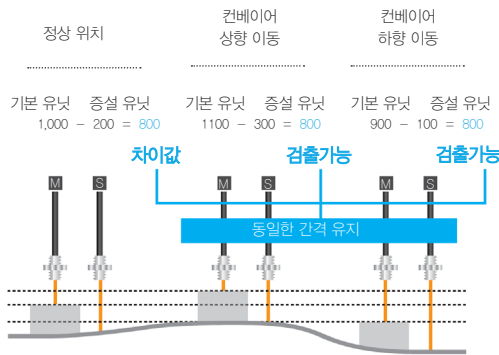 정상 위치
컨베이어
상향 이동
컨베이어
하향 이동
기본 유닛 증설 유닛
1,000 - 200 = 800
기본 유닛 증설 유닛
1100 - 300 = 800
기본 유닛 증설 유닛
900 - 100 = 800
차이값
검출가능
검출가능
M S
M S
M S
동일한 간격 유지